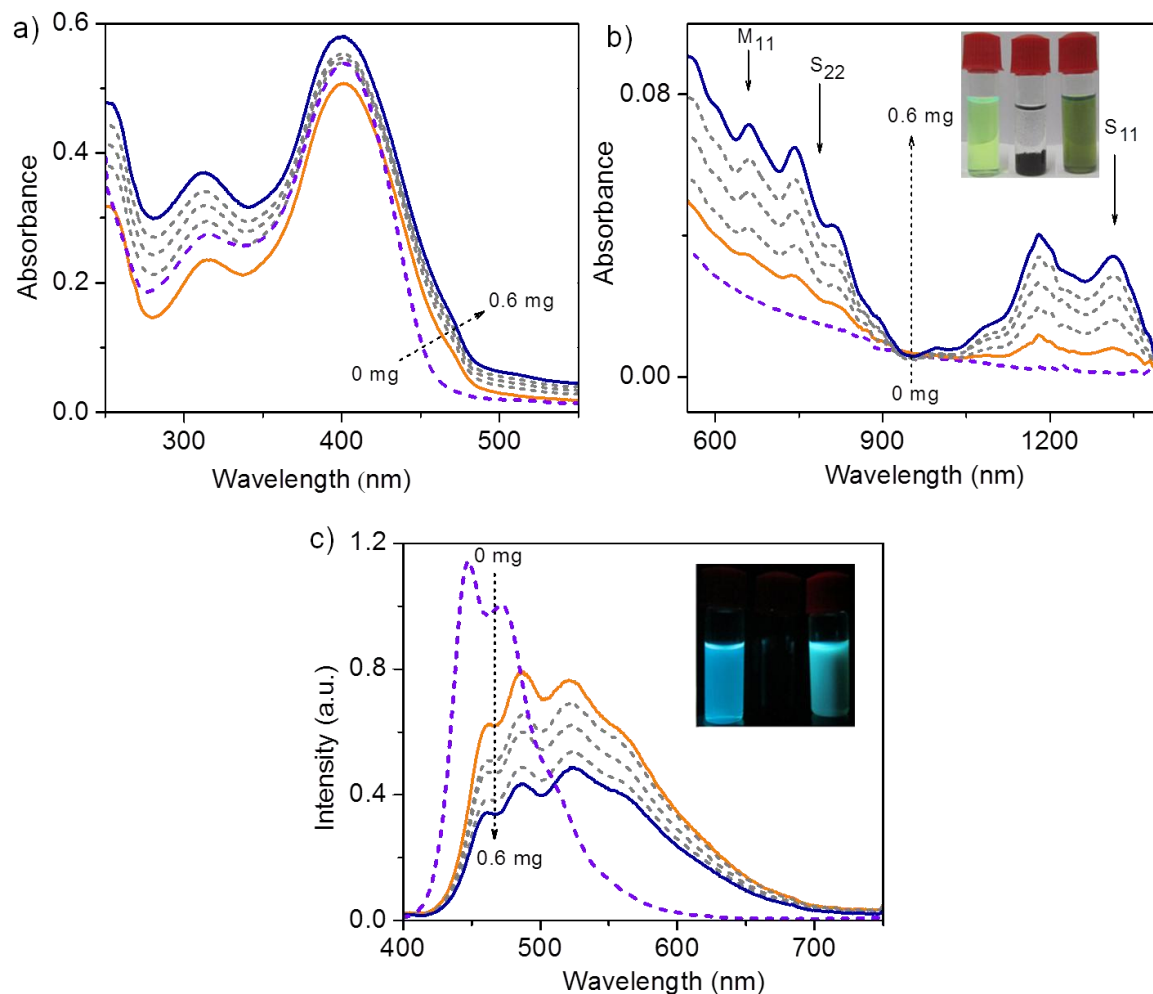 a)
0.6
0.4
0.2
0.0
Absorbance
0.6 mg
0 mg
300
400
500
Wavelength (nm)
b)
0.08
0.00
Absorbance
M11
S22
0.6 mg
S11
0 mg
600
900
1200
Wavelength (nm)
c)
1.2
0.8
0.4
0.0
Intensity (a.u.)
0 mg
0.6 mg
400
500
600
700
Wavelength (nm)